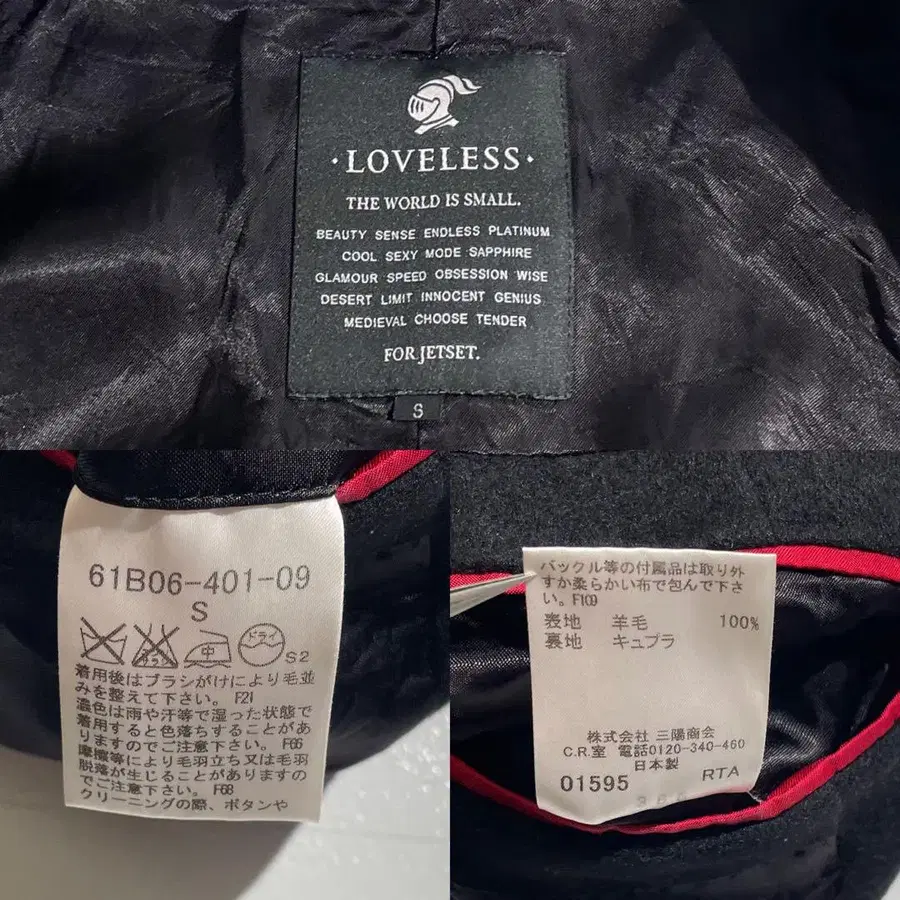 · LOVELESS ·
THE WORLD IS SMALL.
BEAUTY SENSE ENDLESS PLATINUM
COOL SEXY MODE SAPPHIRE
GLAMOUR SPEED OBSESSION WISE
DESERT LIMIT INNOCENT GENIUS
MEDIEVAL CHOOSE TENDER
FOR JETSET.
S
61B06-401-09
S
中 ドライ S2
着用後はブラシがけにより毛並
みを整えて下さい。F21
濃色は雨や汗等で湿った状態で
着用すると色落ちすることがあ
りますのでご注意下さい。F66
摩擦等により毛羽立ち又は毛羽
脱落が生じることがありますの
でご注意下さい。F68
クリーニングの際、ボタンや
バックル等の付属品は取り外
すか柔らかい布で包んで下さ
い。F109
表地 羊毛 100%
裏地 キュプラ
株式会社 三陽商会
C.R.室 電話0120-340-460
日本製
01595 RTA